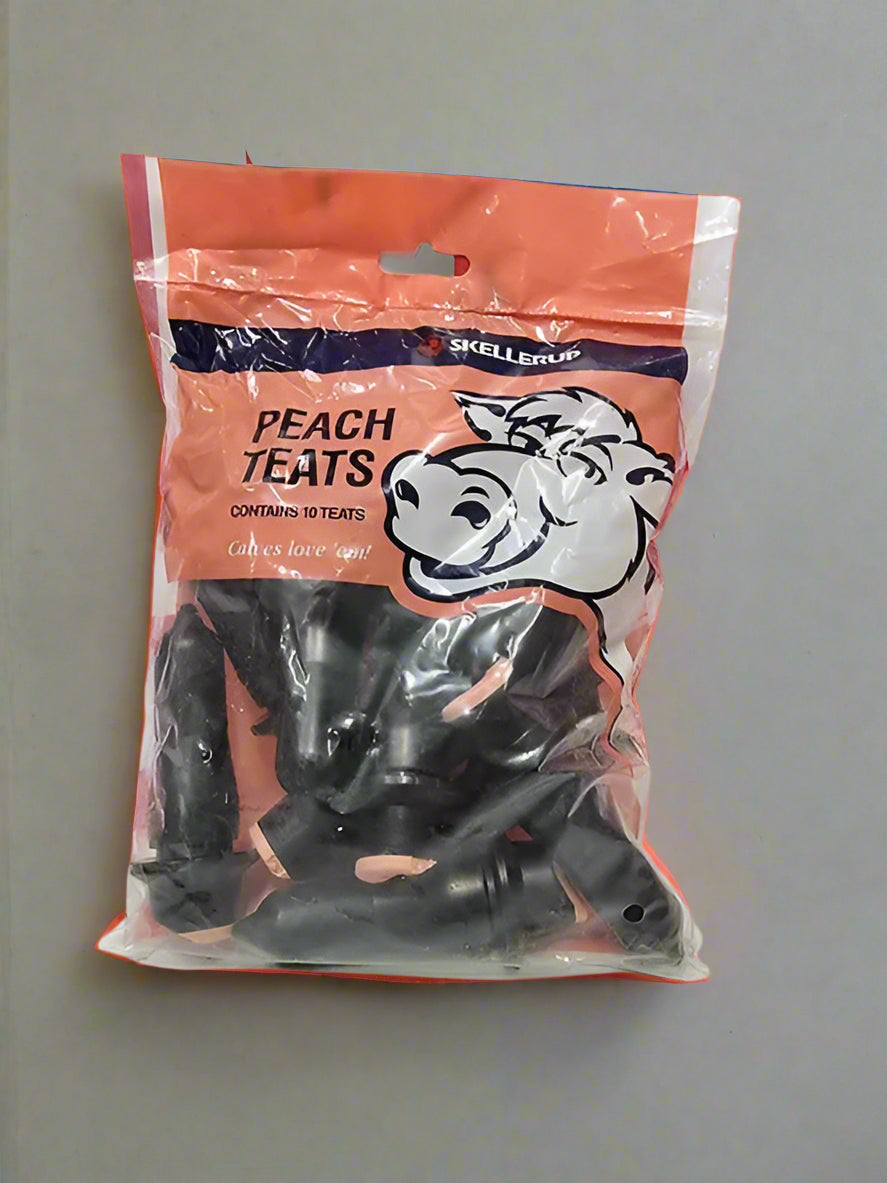 SKELLERUP
PEACH
TEATS
CONTAINS 10 TEATS
Calves love 'em!